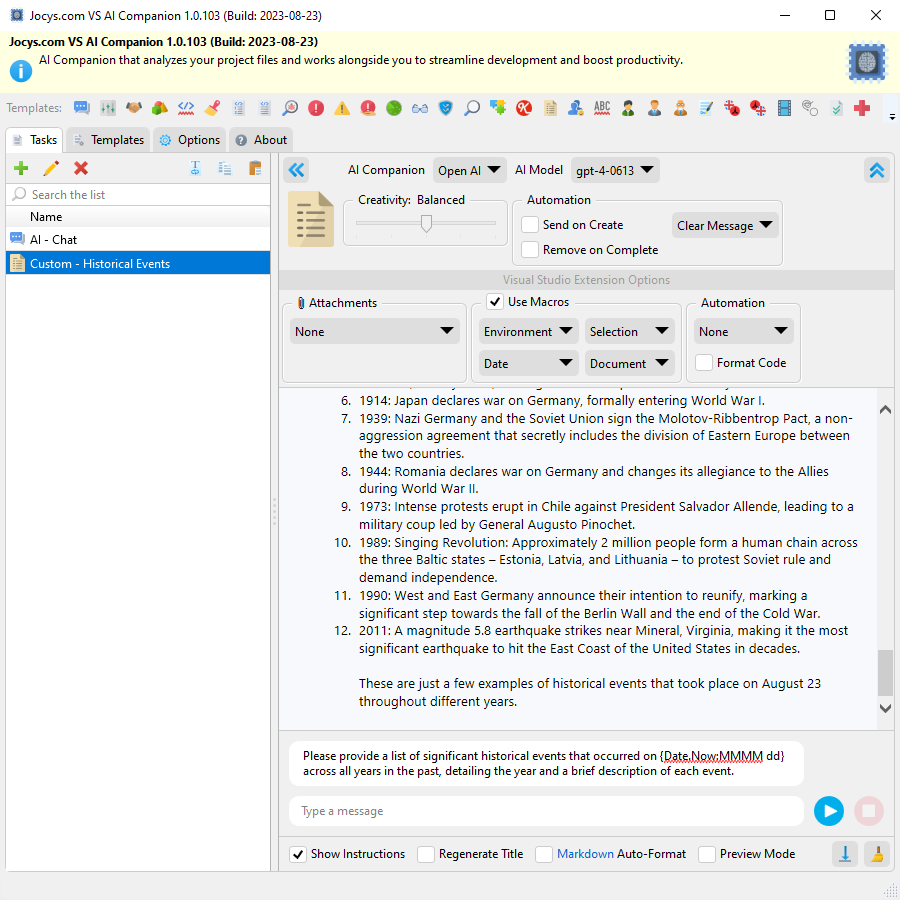 Jocys.com VS AI Companion 1.0.103 (Build: 2023-08-23)
Jocys.com VS AI Companion 1.0.103 (Build: 2023-08-23)
AI Companion that analyzes your project files and works alongside you to streamline development and boost productivity.
Templates:
ABC
Tasks Templates Options About
Search the list
Name
AI - Chat
Custom - Historical Events
AI Companion Open AI AI Model gpt-4-0613
Creativity: Balanced
Automation
Send on Create
Clear Message
Remove on Complete
Visual Studio Extension Options
Attachments
None
Use Macros
Environment Selection
Date Document
Automation
None
Format Code
6. 1914: Japan declares war on Germany, formally entering World War I.
7. 1939: Nazi Germany and the Soviet Union sign the Molotov-Ribbentrop Pact, a non-
aggression agreement that secretly includes the division of Eastern Europe between
the two countries.
8. 1944: Romania declares war on Germany and changes its allegiance to the Allies
during World War II.
9. 1973: Intense protests erupt in Chile against President Salvador Allende, leading to a
military coup led by General Augusto Pinochet.
10. 1989: Singing Revolution: Approximately 2 million people form a human chain across
the three Baltic states – Estonia, Latvia, and Lithuania – to protest Soviet rule and
demand independence.
11. 1990: West and East Germany announce their intention to reunify, marking a
significant step towards the fall of the Berlin Wall and the end of the Cold War.
12. 2011: A magnitude 5.8 earthquake strikes near Mineral, Virginia, making it the most
significant earthquake to hit the East Coast of the United States in decades.
These are just a few examples of historical events that took place on August 23
throughout different years.
Please provide a list of significant historical events that occurred on {Date.Now:MMMM dd}
across all years in the past, detailing the year and a brief description of each event.
Type a message
Show Instructions Regenerate Title Markdown Auto-Format Preview Mode